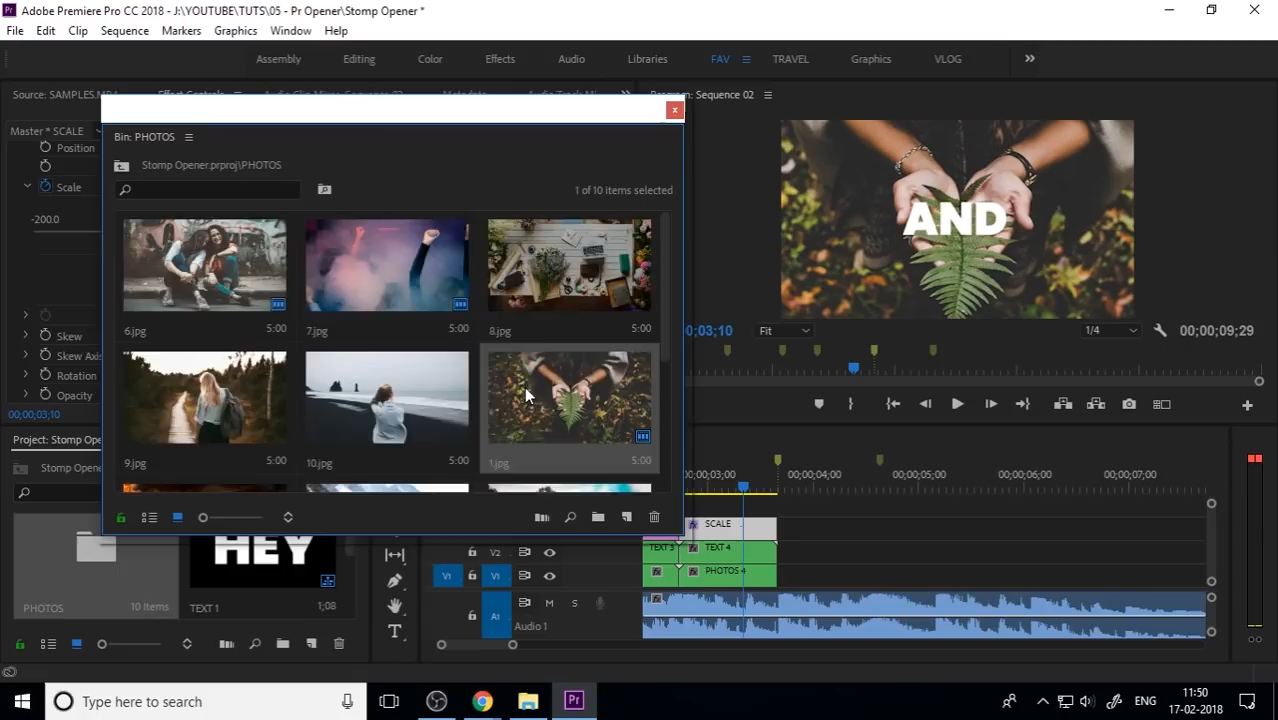 Adobe Premiere Pro CC 2018 - J:\YOUTUBE\TUTS\05 - Pr Opener\Stomp Opener *
File Edit Clip Sequence Markers Graphics Window Help
Assembly Editing Color Effects Audio Libraries FAV TRAVEL Graphics VLOG
Source: SAMPLES.MP4 Effect Controls Audio Clip Mixer: Sequence 02 Metadata Audio Track Mi
Program: Sequence 02
Master * SCALE
Position
Scale
-200.0
Skew
Skew Axis
Rotation
Opacity
00;00;03;10
Bin: PHOTOS
Stomp Opener.prproj\PHOTOS
1 of 10 items selected
6.jpg 5:00
7.jpg 5:00
8.jpg 5:00
9.jpg 5:00
10.jpg 5:00
1.jpg 5:00
AND
00;03;10 Fit 1/4 00;00;09;29
Project: Stomp Ope
Stomp Opene
HEY
PHOTOS 10 Items
TEXT 1 1;08
00;00;03;00 00;00;04;00 00;00;05;00 00;00;06;00 00;00;07;00
SCALE
V2 TEXT 3 TEXT 4
V1 V1 PHOTOS 4
A1 M S
Audio 1
Pr Type here to search Pr ENG
11:50
17-02-2018